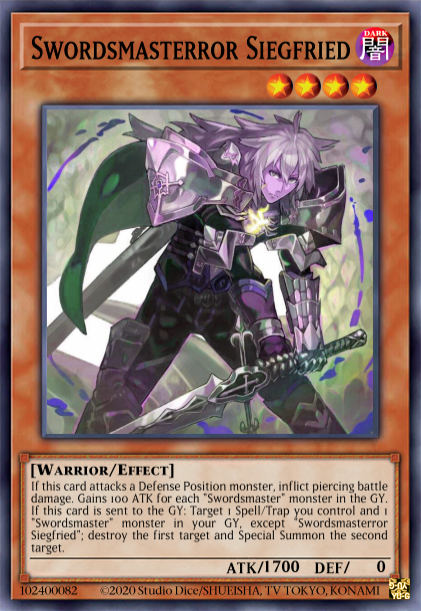 SWORDSMASTERROR SIEGFRIED
DARK
闇
[WARRIOR/EFFECT]
If this card attacks a Defense Position monster, inflict piercing battle
damage. Gains 100 ATK for each "Swordsmaster" monster in the GY.
If this card is sent to the GY: Target 1 Spell/Trap you control and 1
"Swordsmaster" monster in your GY, except "Swordsmasterror
Siegfried"; destroy the first target and Special Summon the second
target.
ATK/1700 DEF/ 0
102400082 ©2020 Studio Dice/SHUEISHA, TV TOKYO, KONAMI